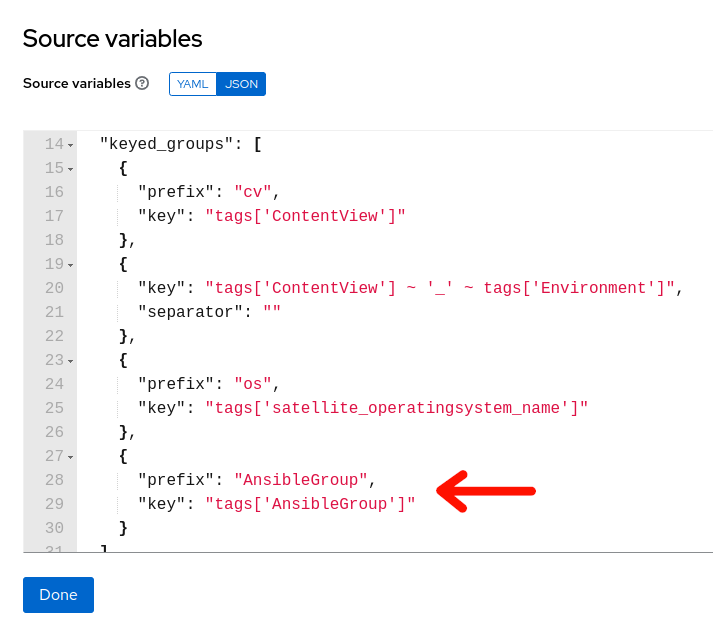 Source variables
Source variables ? YAML JSON
14 "keyed_groups": [
15 {
16 "prefix": "cv",
17 "key": "tags['ContentView']"
18 },
19 {
20 "key": "tags['ContentView'] ~ '_' ~ tags['Environment']",
21 "separator": ""
22 },
23 {
24 "prefix": "os",
25 "key": "tags['satellite_operatingsystem_name']"
26 },
27 {
28 "prefix": "AnsibleGroup",
29 "key": "tags['AnsibleGroup']"
30 }
31 ]
Done